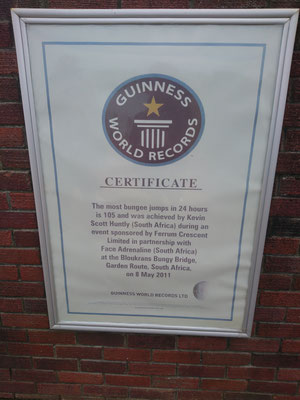 GUINNESS
WORLD RECORDS
CERTIFICATE
The most bungee jumps in 24 hours
is 105 and was achieved by Kevin
Scott Huntly (South Africa) during an
event sponsored by Ferrum Crescent
Limited in partnership with
Face Adrenaline (South Africa)
at the Bloukrans Bungy Bridge,
Garden Route, South Africa,
on 8 May 2011
GUINNESS WORLD RECORDS LTD